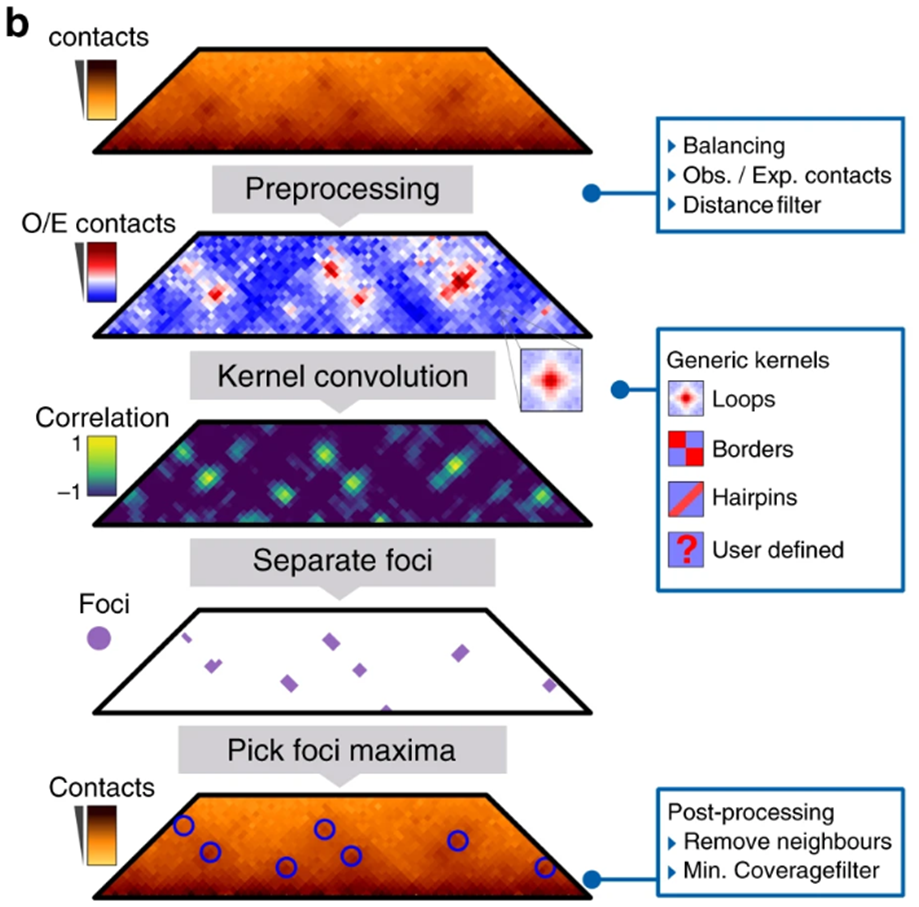 b
contacts
Preprocessing
Balancing
Obs. / Exp. contacts
Distance filter
O/E contacts
Kernel convolution
Generic kernels
Loops
Borders
Hairpins
? User defined
Correlation
1
−1
Separate foci
Foci
Pick foci maxima
Contacts
Post-processing
Remove neighbours
Min. Coveragefilter